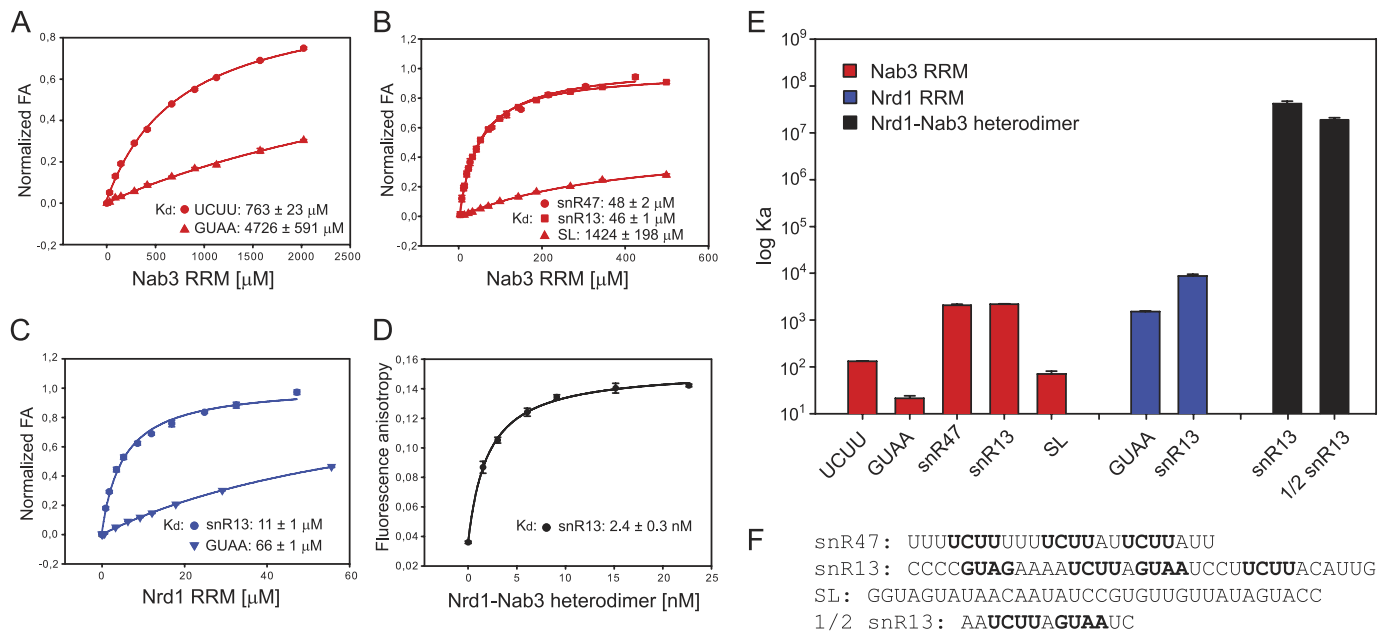 A
Normalized FA
0,8
0,6
0,4
0,2
0,0
-0,2
Kd: UCUU: 763 ± 23 μM
GUAA: 4726 ± 591 μM
0 500 1000 1500 2000 2500
Nab3 RRM [μM]
B
Normalized FA
1,2
1,0
0,8
0,6
0,4
0,2
0,0
-0,2
snR47: 48 ± 2 μM
Kd: snR13: 46 ± 1 μM
SL: 1424 ± 198 μM
0 200 400 600
Nab3 RRM [μM]
C
Normalized FA
1,2
1,0
0,8
0,6
0,4
0,2
0,0
-0,2
Kd: snR13: 11 ± 1 μM
GUAA: 66 ± 1 μM
0 20 40 60
Nrd1 RRM [μM]
D
Fluorescence anisotropy
0,16
0,14
0,12
0,10
0,08
0,06
0,04
0,02
Kd: snR13: 2.4 ± 0.3 nM
0 5 10 15 20 25
Nrd1-Nab3 heterodimer [nM]
E
log Ka
10⁹
10⁸
10⁷
10⁶
10⁵
10⁴
10³
10²
10¹
Nab3 RRM
Nrd1 RRM
Nrd1-Nab3 heterodimer
UCUU GUAA snR47 snR13 SL GUAA snR13 snR13 1/2 snR13
F
snR47: UUUUCUUUUUUCUUAUUCUUAUU
snR13: CCCCGUAGAAAAUCUUAGUAAUCCUUCUUACAUUG
SL: GGUAGUAUAACAAUAUCCGUGUUGUUAUAGUACC
1/2 snR13: AAUCUUAGUAAUC